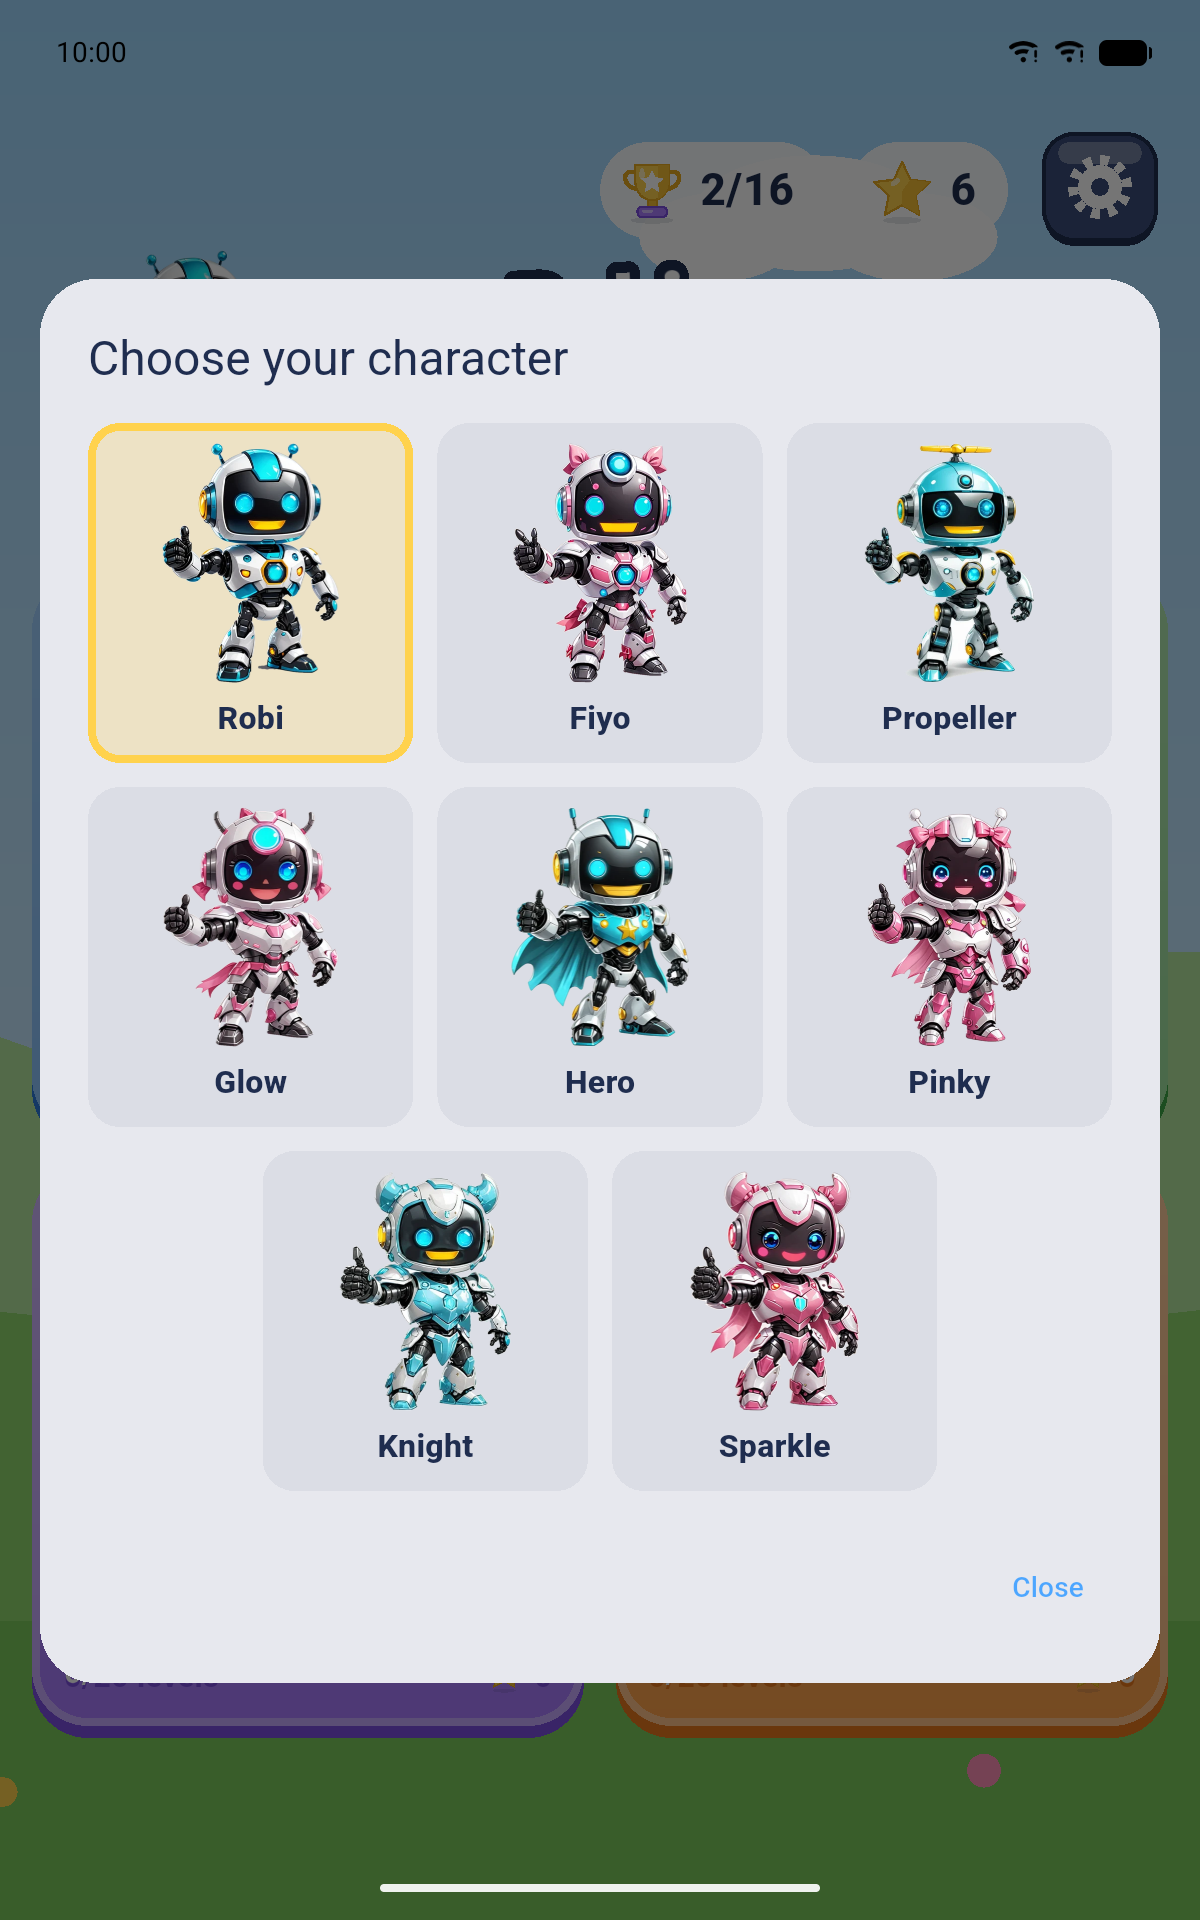 10:00
2/16
6
Choose your character
Robi
Fiyo
Propeller
Glow
Hero
Pinky
Knight
Sparkle
Close